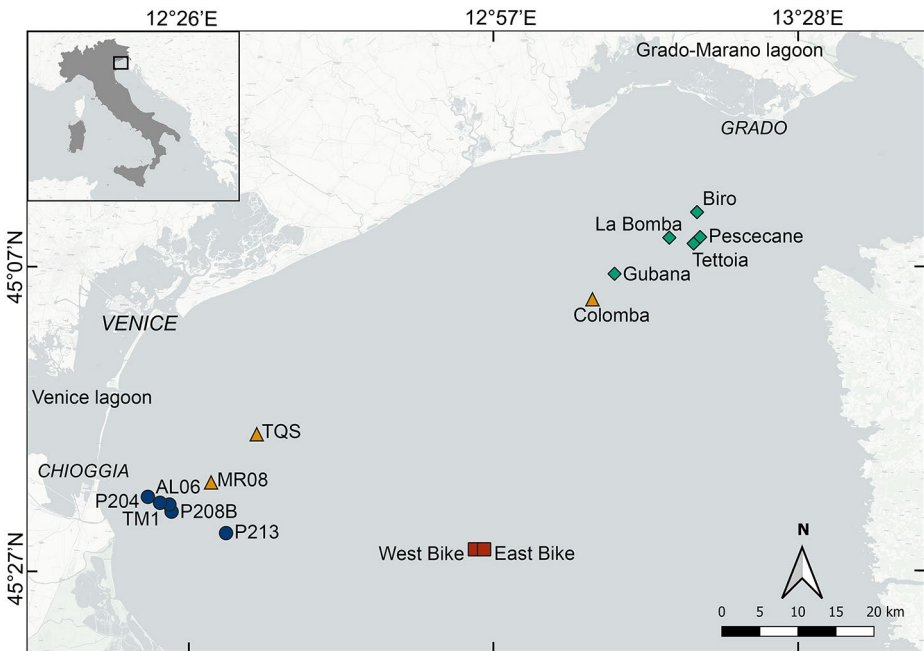 12°26’E
12°57’E
13°28’E
Grado-Marano lagoon
GRADO
Biro
La Bomba
Pescecane
Tettoia
45°07’N
Gubana
Colomba
VENICE
Venice lagoon
TQS
CHIOGGIA
MR08
AL06
P204
P208B
TM1
P213
N
West Bike
East Bike
45°27’N
0 5 10 15 20 km